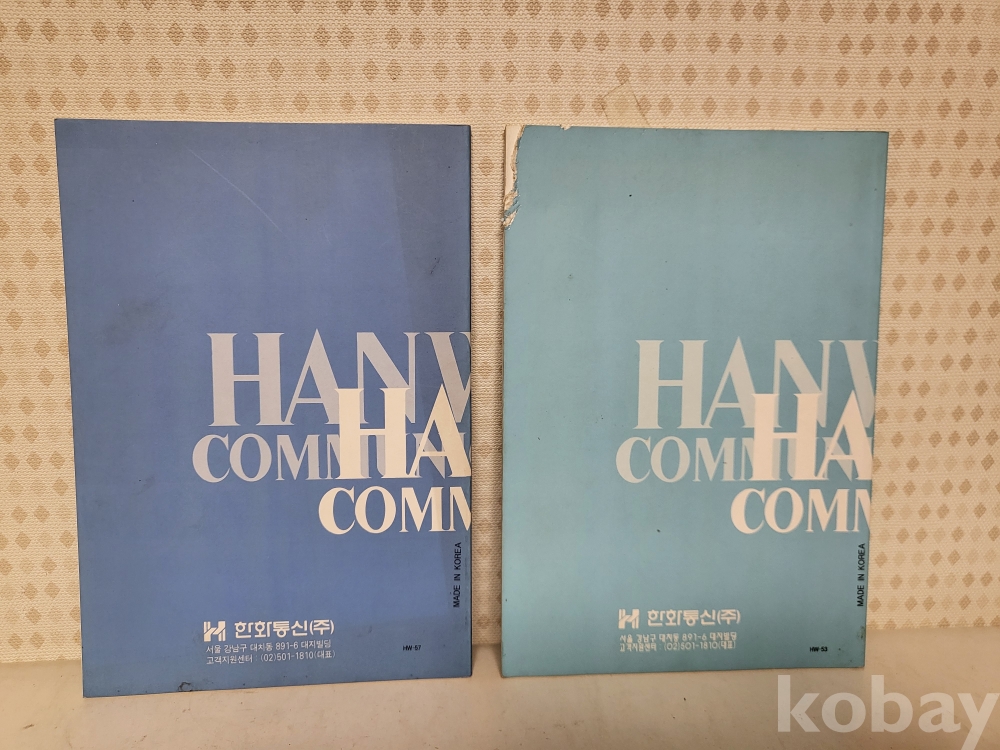 HANW
COMMUN
HA
COMM
MADE IN KOREA
한화통신(주)
서울 강남구 대치동 891-6 대지빌딩
고객지원센터 : (02)501-1810(대표)
HW-57
HANW
COMMUN
HA
COMM
MADE IN KOREA
한화통신(주)
서울 강남구 대치동 891-6 대지빌딩
고객지원센터 : (02)501-1810(대표)
HW-53
kobay